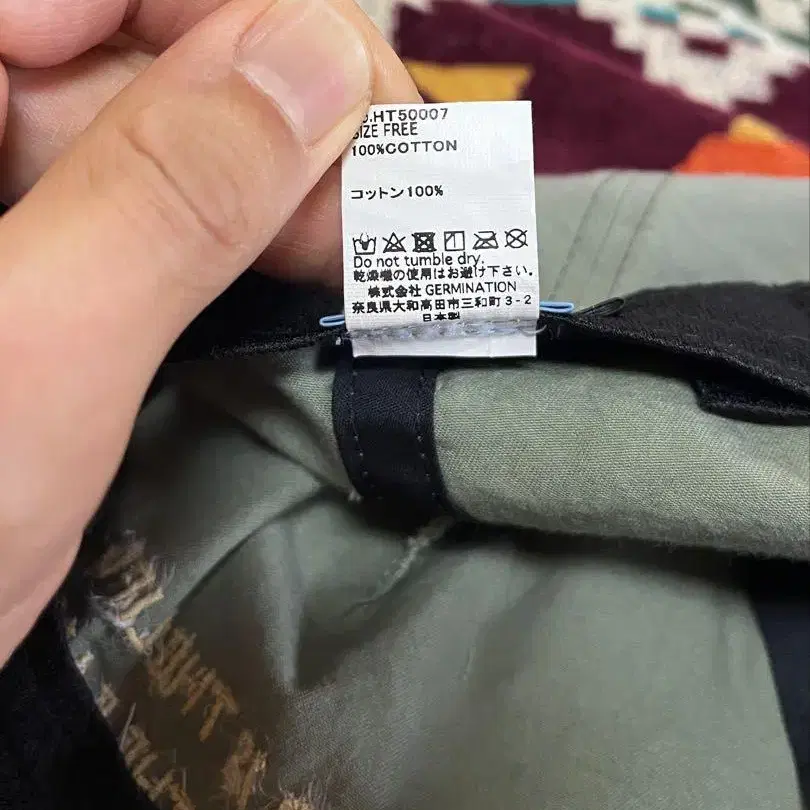 .HT50007
SIZE FREE
100%COTTON
コットン100%
Do not tumble dry.
乾燥機の使用はお避け下さい。
株式会社 GERMINATION
奈良県大和高田市三和町3-2
日本製